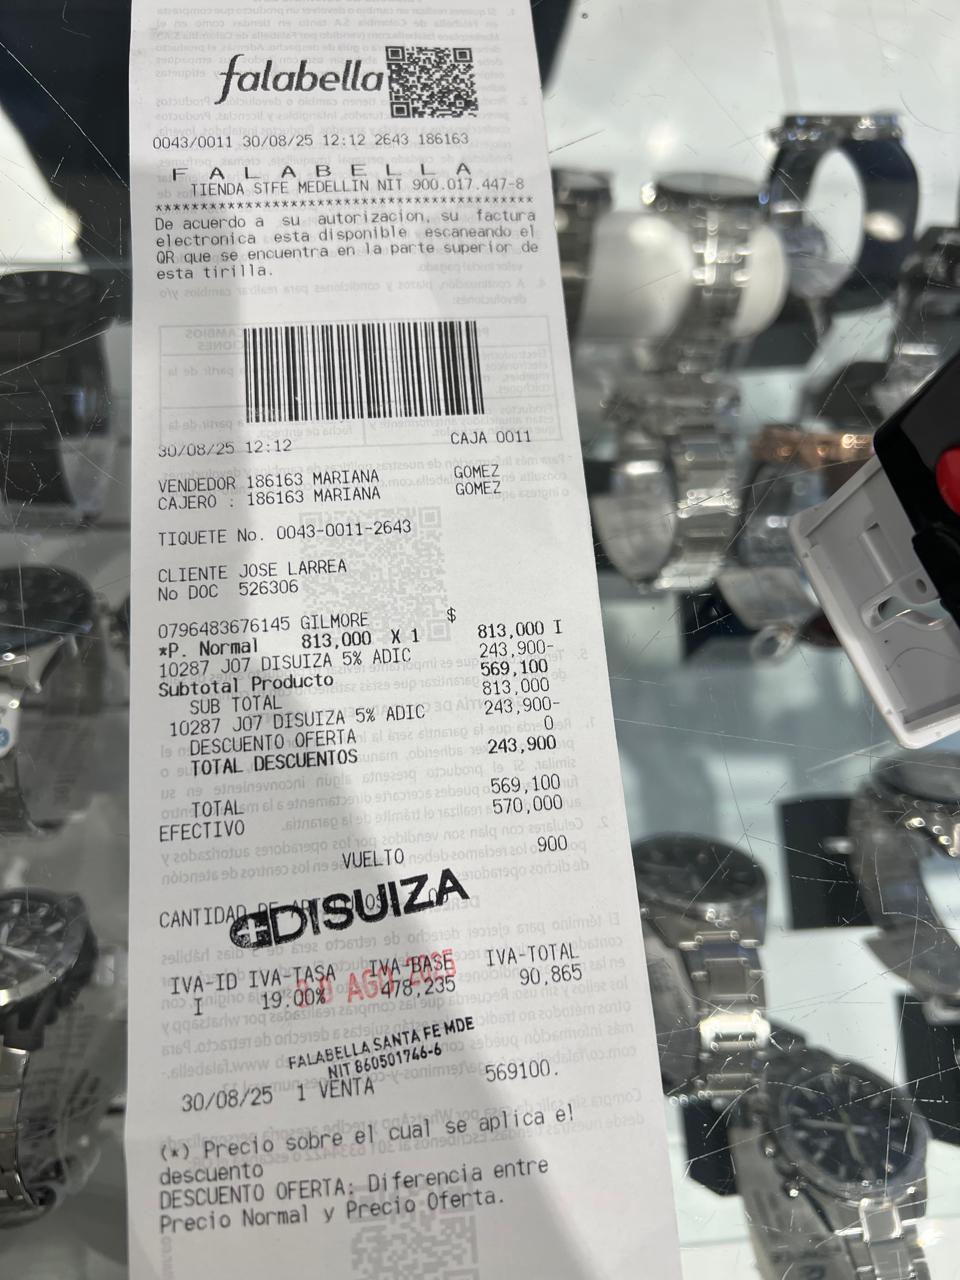 falabella
0043/0011 30/08/25 12:12 2643 186163
F A L A B E L L A
TIENDA STFE MEDELLIN NIT 900.017.447-8
****************************************
De acuerdo a su autorizacion, su factura
electronica esta disponible escaneando el
QR que se encuentra en la parte superior de
esta tirilla.
30/08/25 12:12 CAJA 0011
VENDEDOR 186163 MARIANA GOMEZ
CAJERO : 186163 MARIANA GOMEZ
TIQUETE No. 0043-0011-2643
CLIENTE JOSE LARREA
No DOC 526306
0796483676145 GILMORE $
*P. Normal 813,000 X 1 813,000 I
10287 J07 DISUIZA 5% ADIC 243,900-
Subtotal Producto 569,100
SUB TOTAL 813,000
10287 J07 DISUIZA 5% ADIC 243,900-
DESCUENTO OFERTA 0
TOTAL DESCUENTOS 243,900
TOTAL 569,100
EFECTIVO 570,000
VUELTO 900
CANTIDAD DE
DISUIZA
IVA-ID IVA-TASA IVA-BASE IVA-TOTAL
I 19.00% 478,235 90,865
AGO
FALABELLA SANTA FE MDE
NIT 860501746-6
30/08/25 1 VENTA 569100.
(*) Precio sobre el cual se aplica el
descuento
DESCUENTO OFERTA: Diferencia entre
Precio Normal y Precio Oferta.